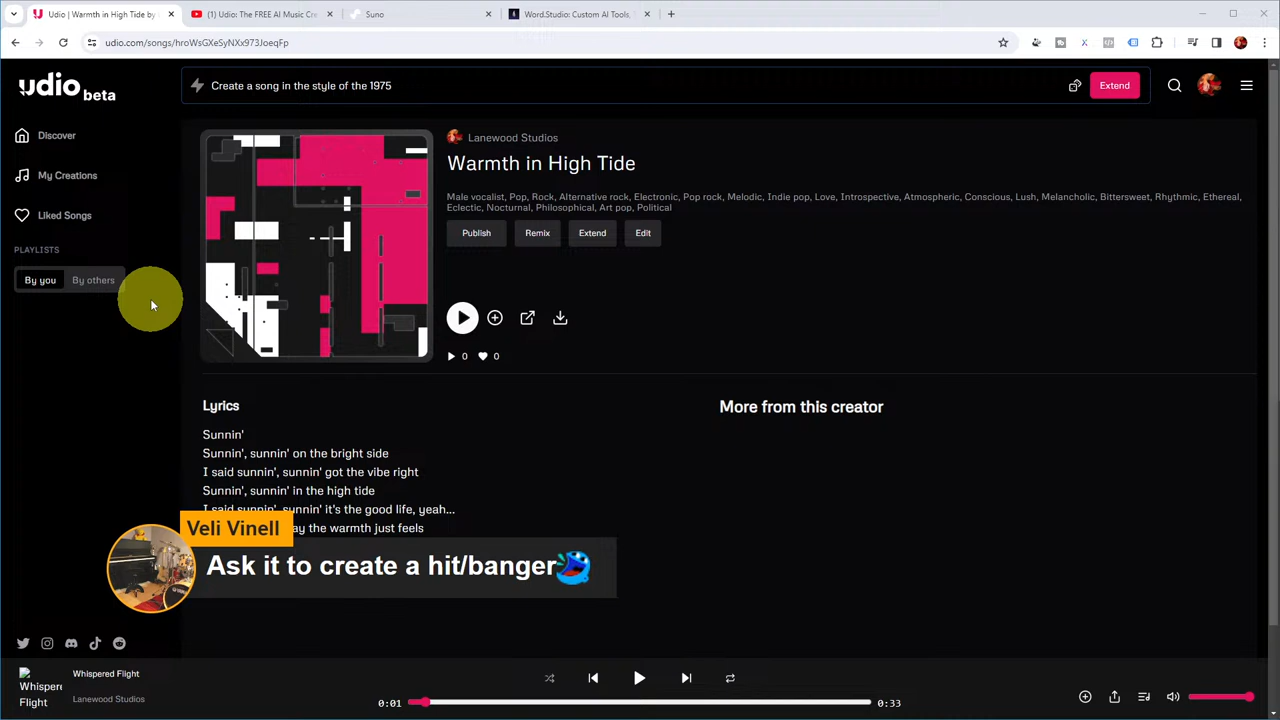 Udio | Warmth in High Tide by
(1) Udio: The FREE AI Music Cre
Suno
Word.Studio: Custom AI Tools,
udio.com/songs/hroWsGXeSyNXx973JoeqFp
udio beta
Create a song in the style of the 1975
Extend
Discover
My Creations
Liked Songs
PLAYLISTS
By you
By others
Lanewood Studios
Warmth in High Tide
Male vocalist, Pop, Rock, Alternative rock, Electronic, Pop rock, Melodic, Indie pop, Love, Introspective, Atmospheric, Conscious, Lush, Melancholic, Bittersweet, Rhythmic, Ethereal,
Eclectic, Nocturnal, Philosophical, Art pop, Political
Publish
Remix
Extend
Edit
0
0
Lyrics
More from this creator
Sunnin'
Sunnin', sunnin' on the bright side
I said sunnin', sunnin' got the vibe right
Sunnin', sunnin' in the high tide
I said sunnin', sunnin' it's the good life, yeah...
the warmth just feels
Veli Vinell
Ask it to create a hit/banger
Whispered Flight
Lanewood Studios
Whispered
Flight
0:01
0:33